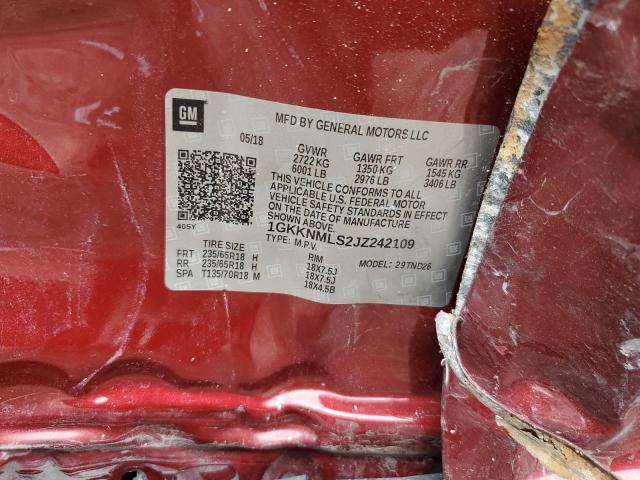 GM
MFD BY GENERAL MOTORS LLC
05/18
GVWR GAWR FRT GAWR RR
2722 KG 1350 KG 1545 KG
6001 LB 2976 LB 3406 LB
THIS VEHICLE CONFORMS TO ALL
APPLICABLE U.S. FEDERAL MOTOR
VEHICLE SAFETY STANDARDS IN EFFECT
ON THE DATE OF MANUFACTURE
SHOWN ABOVE.
405Y
1GKKNMLS2JZ242109
TYPE: M.P.V. MODEL: 29TND26
TIRE SIZE RIM
FRT 235/65R18 H 18X7.5J
RR 235/65R18 H 18X7.5J
SPA T135/70R18 M 18X4.5B